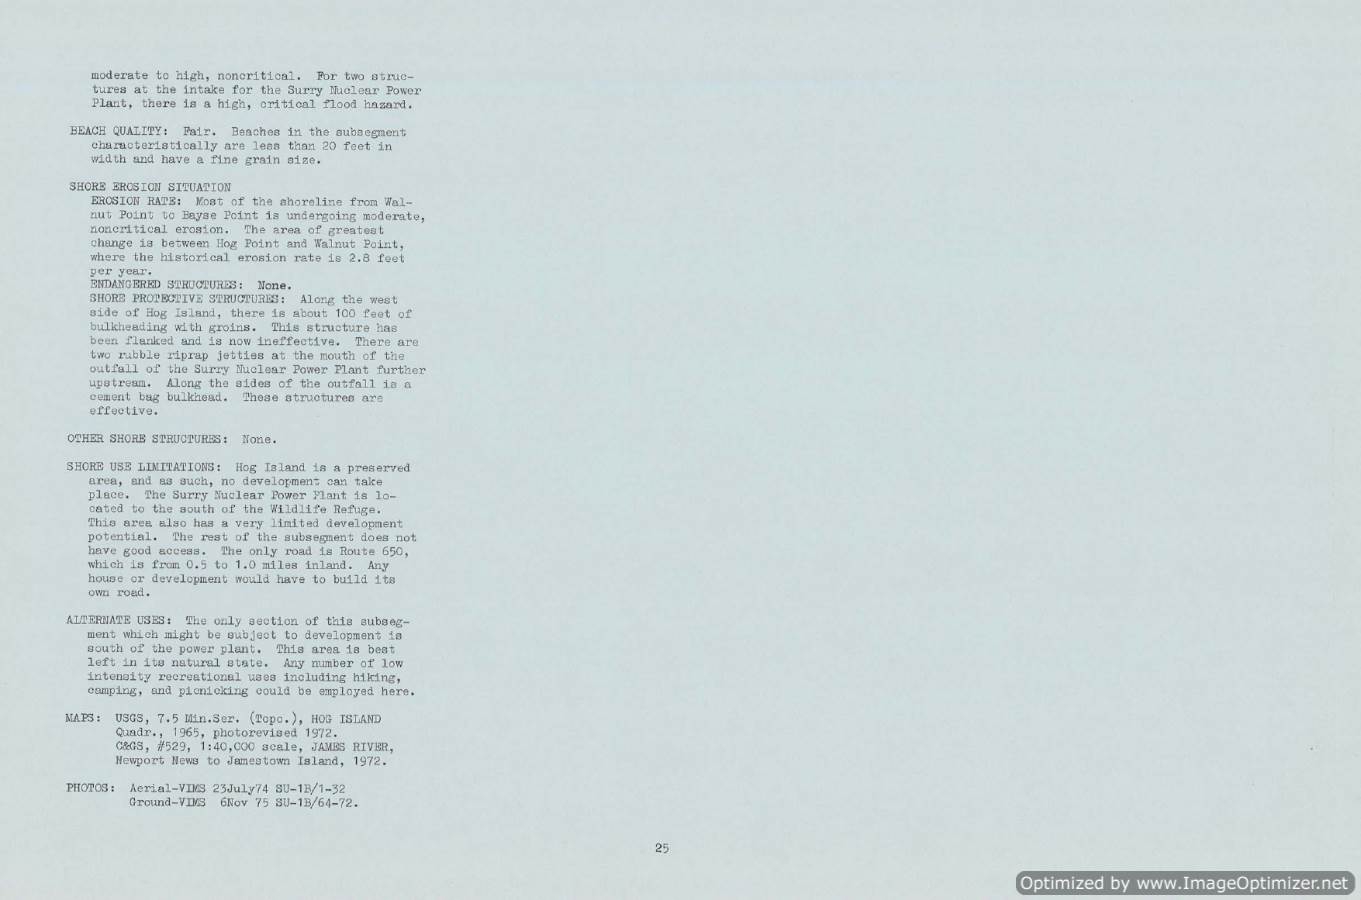 moderate to high, noncritical. For two struc-
tures at the intake for the Surry Nuclear Power
Plant, there is a high, critical flood hazard.
BEACH QUALITY: Fair. Beaches in the subsegment
characteristically are less than 20 feet in
width and have a fine grain size.
SHORE EROSION SITUATION
EROSION RATE: Most of the shoreline from Wal-
nut Point to Bayse Point is undergoing moderate,
noncritical erosion. The area of greatest
change is between Hog Point and Walnut Point,
where the historical erosion rate is 2.8 feet
per year.
ENDANGERED STRUCTURES: None.
SHORE PROTECTIVE STRUCTURES: Along the west
side of Hog Island, there is about 100 feet of
bulkheading with groins. This structure has
been flanked and is now ineffective. There are
two rubble riprap jetties at the mouth of the
outfall of the Surry Nuclear Power Plant further
upstream. Along the sides of the outfall is a
cement bag bulkhead. These structures are
effective.
OTHER SHORE STRUCTURES: None.
SHORE USE LIMITATIONS: Hog Island is a preserved
area, and as such, no development can take
place. The Surry Nuclear Power Plant is lo-
cated to the south of the Wildlife Refuge.
This area also has a very limited development
potential. The rest of the subsegment does not
have good access. The only road is Route 650,
which is from 0.5 to 1.0 miles inland. Any
house or development would have to build its
own road.
ALTERNATE USES: The only section of this subseg-
ment which might be subject to development is
south of the power plant. This area is best
left in its natural state. Any number of low
intensity recreational uses including hiking,
camping, and picnicking could be employed here.
MAPS: USGS, 7.5 Min.Ser. (Topo.), HOG ISLAND
Quadr., 1965, photorevised 1972.
C&GS, #529, 1:40,000 scale, JAMES RIVER,
Newport News to Jamestown Island, 1972.
PHOTOS: Aerial-VIMS 23July74 SU-1B/1-32
Ground-VIMS 6Nov 75 SU-1B/64-72.
25
Optimized by www.ImageOptimizer.net